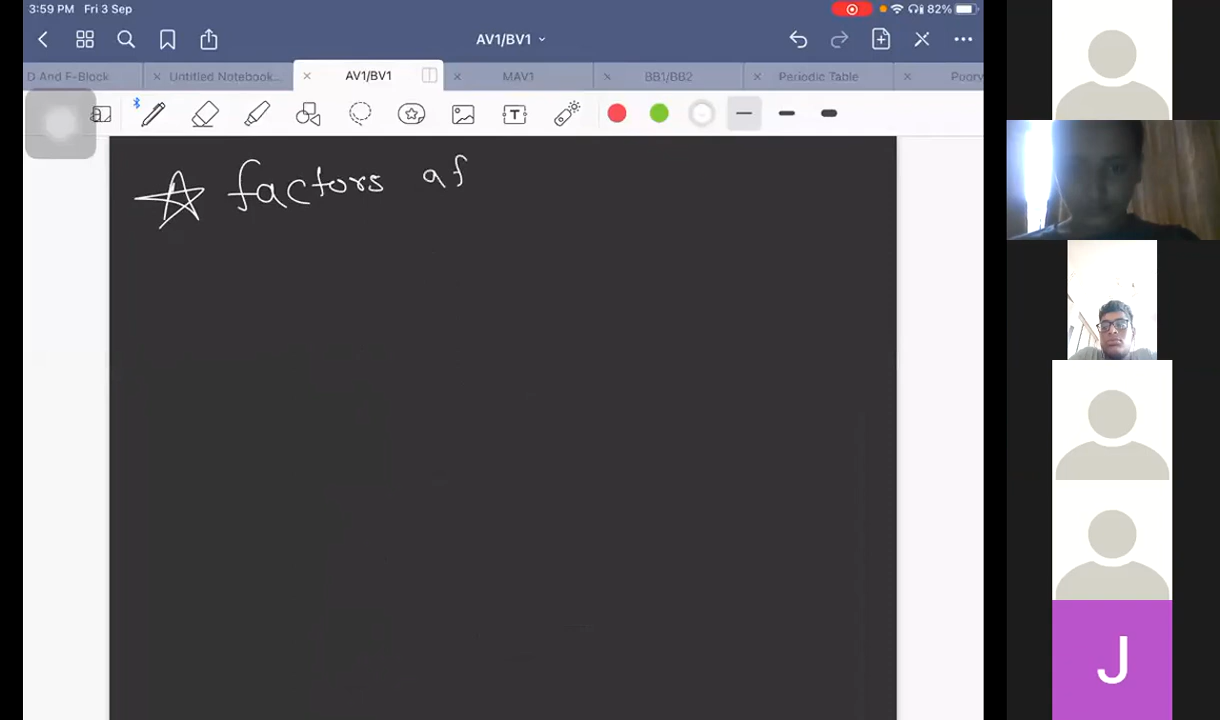 3:59 PM Fri 3 Sep 82%
AV1/BV1
D And F-Block Untitled Notebook... AV1/BV1 MAV1 BB1/BB2 Periodic Table Poorv
T
☆ factors af
J